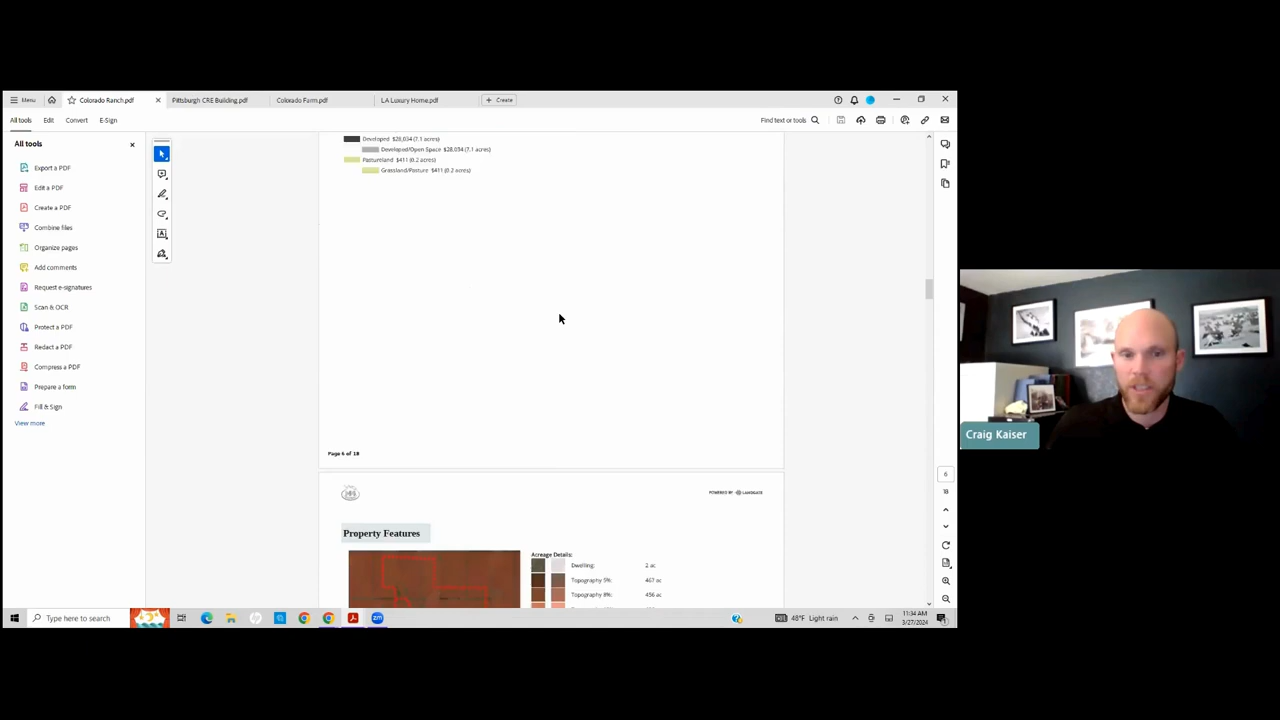 Menu
Colorado Ranch.pdf
Pittsburgh CRE Building.pdf
Colorado Farm.pdf
LA Luxury Home.pdf
Create
All tools
Edit
Convert
E-Sign
Find text or tools
All tools
Export a PDF
Edit a PDF
Create a PDF
Combine files
Organize pages
Add comments
Request e-signatures
Scan & OCR
Protect a PDF
Redact a PDF
Compress a PDF
Prepare a form
Fill & Sign
View more
Developed $28,034 (7.1 acres)
Developed/Open Space $28,034 (7.1 acres)
Pastureland $411 (0.2 acres)
Grassland/Pasture $411 (0.2 acres)
Page 6 of 18
POWERED BY LANDGATE
Property Features
Acreage Details:
Dwelling: 2 ac
Topography 5%: 467 ac
Topography 8%: 456 ac
6
18
Craig Kaiser
Type here to search
48°F Light rain
11:34 AM
3/27/2024